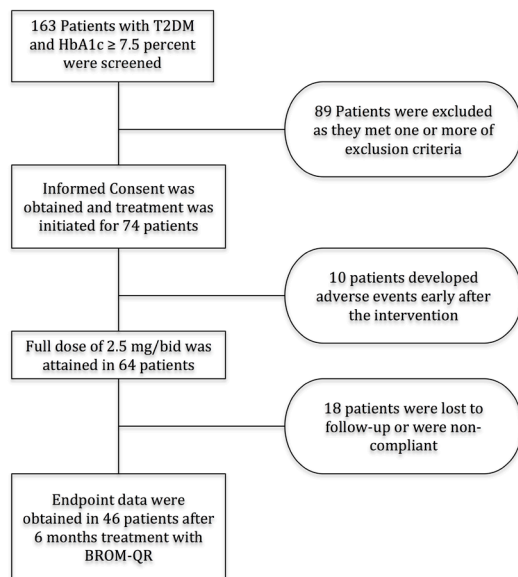 163 Patients with T2DM
and HbA1c ≥ 7.5 percent
were screened
89 Patients were excluded
as they met one or more of
exclusion criteria
Informed Consent was
obtained and treatment was
initiated for 74 patients
10 patients developed
adverse events early after
the intervention
Full dose of 2.5 mg/bid was
attained in 64 patients
18 patients were lost to
follow-up or were non-
compliant
Endpoint data were
obtained in 46 patients after
6 months treatment with
BROM-QR